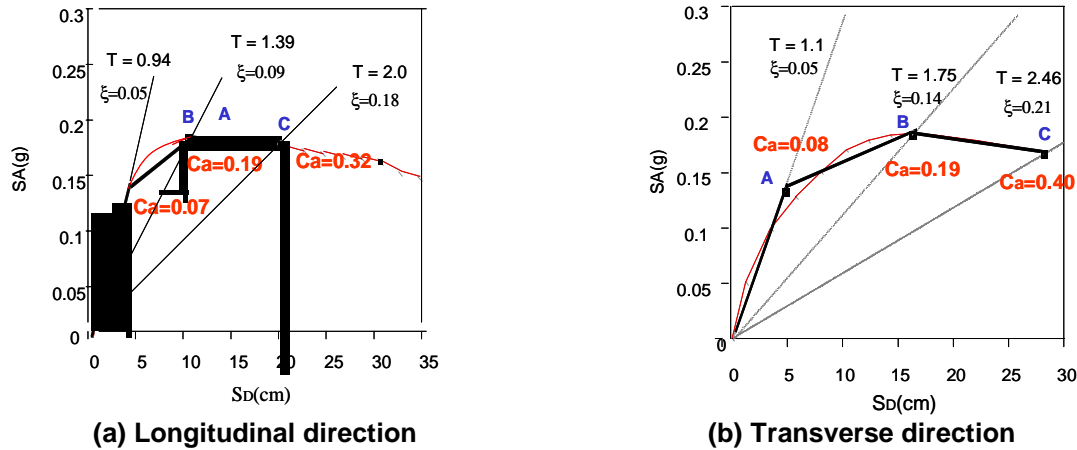 0.3
0.25
0.2
0.15
0.1
0.05
0
SA(g)
T = 0.94
ξ=0.05
T = 1.39
ξ=0.09
T = 2.0
ξ=0.18
B
A
C
Ca=0.19
Ca=0.32
Ca=0.07
0 5 10 15 20 25 30 35
SD(cm)
(a) Longitudinal direction
0.3
0.25
0.2
0.15
0.1
0.05
0
SA(g)
T = 1.1
ξ=0.05
T = 1.75
ξ=0.14
T = 2.46
ξ=0.21
B
C
Ca=0.08
A
Ca=0.19
Ca=0.40
0 5 10 15 20 25 30
SD(cm)
(b) Transverse direction